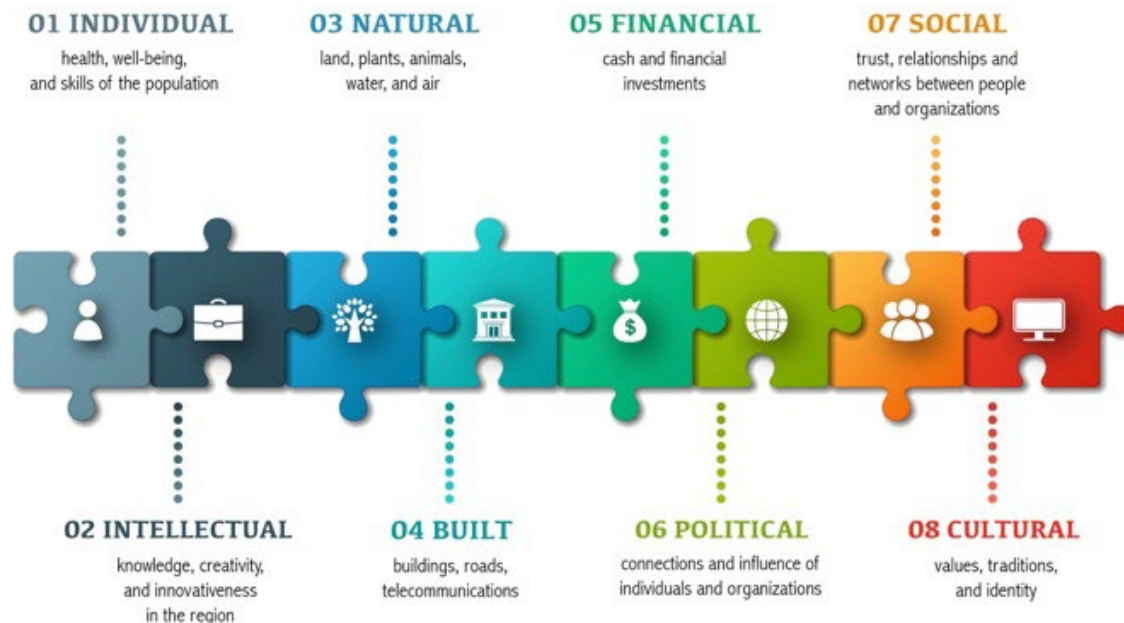 01 INDIVIDUAL
health, well-being,
and skills of the population
03 NATURAL
land, plants, animals,
water, and air
05 FINANCIAL
cash and financial
investments
07 SOCIAL
trust, relationships and
networks between people
and organizations
$
02 INTELLECTUAL
knowledge, creativity,
and innovativeness
in the region
04 BUILT
buildings, roads,
telecommunications
06 POLITICAL
connections and influence of
individuals and organizations
08 CULTURAL
values, traditions,
and identity